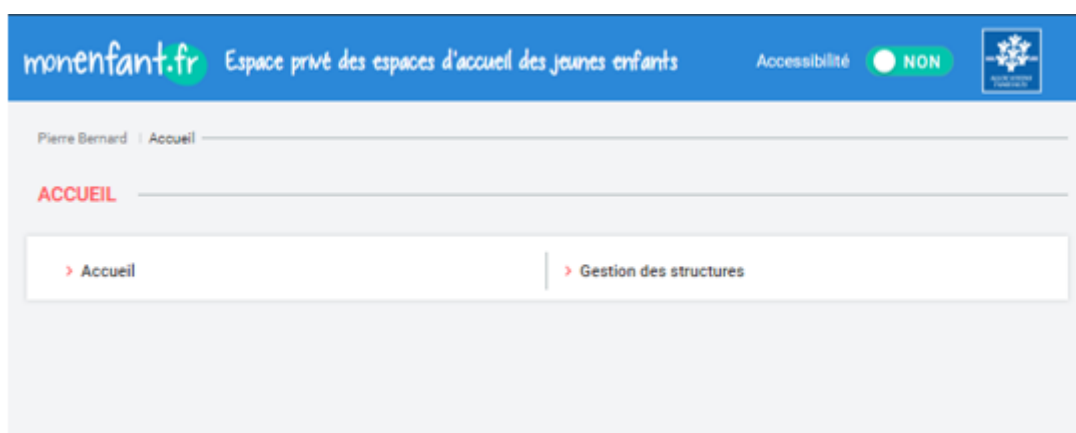 monenfant.fr Espace privé des espaces d'accueil des jeunes enfants Accessibilité NON
Pierre Bernard | Accueil
ACCUEIL
> Accueil > Gestion des structures